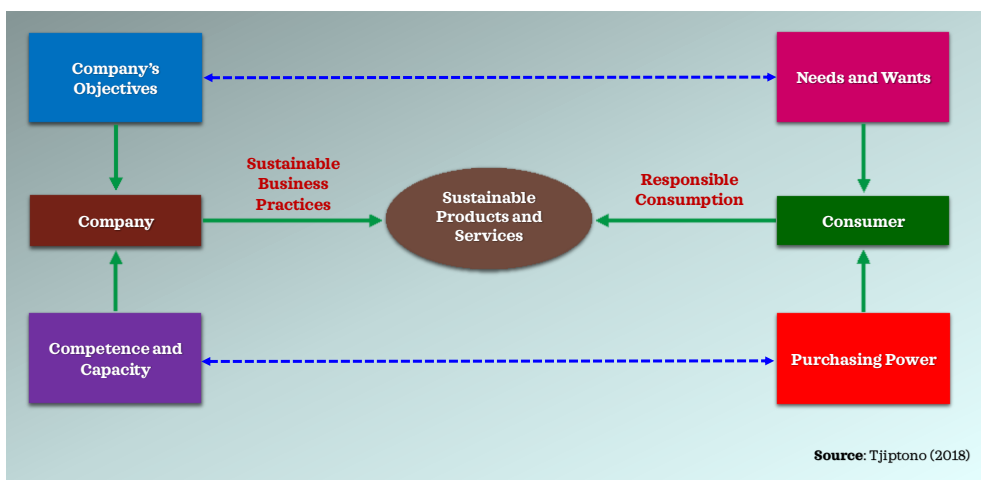 Company's
Objectives
Needs and Wants
Sustainable
Business
Practices
Responsible
Consumption
Company
Sustainable
Products and
Services
Consumer
Competence and
Capacity
Purchasing Power
Source: Tjiptono (2018)